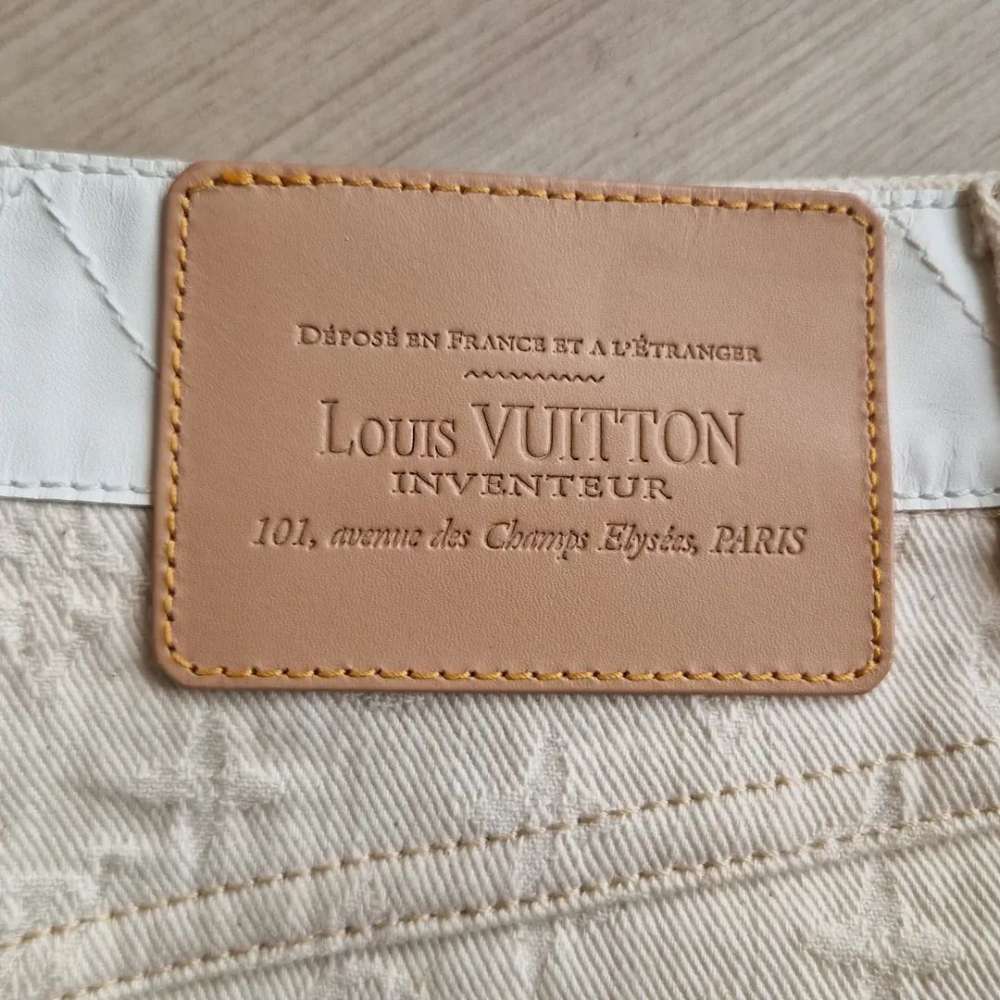 DÉPOSÉ EN FRANCE ET A L'ÉTRANGER
LOUIS VUITTON
INVENTEUR
101, avenue des Champs Elysées, PARIS